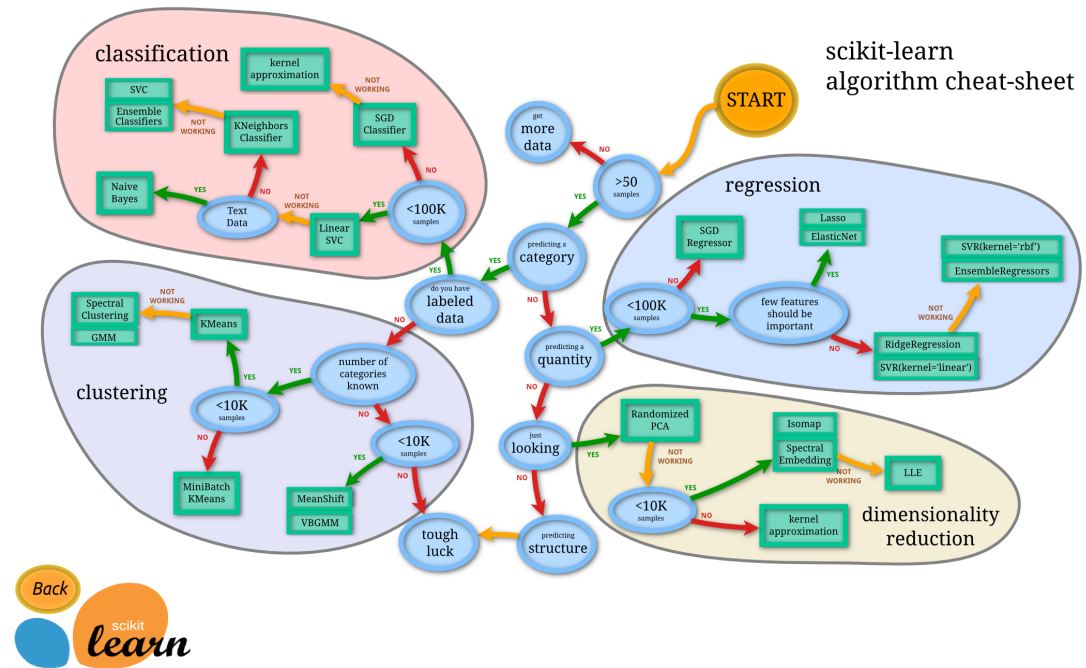 scikit-learn
algorithm cheat-sheet
START
classification
kernel
approximation
NOT
WORKING
SVC
Ensemble
Classifiers
NOT
WORKING
KNeighbors
Classifier
SGD
Classifier
NO
Naive
Bayes
YES
Text
Data
NO
NOT
WORKING
Linear
SVC
YES
<100K
samples
get
more
data
NO
>50
samples
YES
predicting a
category
YES
NO
YES
do you have
labeled
data
NO
predicting a
quantity
YES
NO
just
looking
YES
NO
predicting
structure
tough
luck
regression
SGD
Regressor
NO
Lasso
ElasticNet
YES
SVR(kernel='rbf')
EnsembleRegressors
NOT
WORKING
<100K
samples
YES
few features
should be
important
NO
RidgeRegression
SVR(kernel='linear')
clustering
Spectral
Clustering
GMM
NOT
WORKING
KMeans
YES
number of
categories
known
YES
NO
<10K
samples
NO
<10K
samples
YES
NO
MiniBatch
KMeans
MeanShift
VBGMM
dimensionality
reduction
Randomized
PCA
NOT
WORKING
Isomap
Spectral
Embedding
NOT
WORKING
LLE
<10K
samples
YES
NO
kernel
approximation
Back
scikit
learn